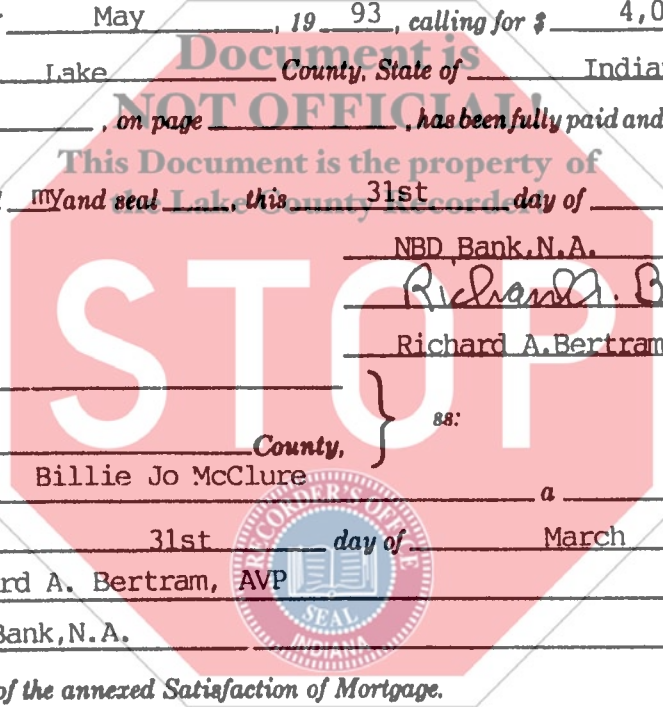 May , 19 93 , calling for $ 4,0
Document is
Lake County, State of India
NOT OFFICIAL!
, on page , has been fully paid and
This Document is the property of
the Lake County Recorder!
my and seal , this 31st day of
NBD Bank,N.A.
Richard A. B
Richard A.Bertram
STOP
ss:
County,
Billie Jo McClure a
31st day of March
rd A. Bertram, AVP
Bank,N.A.
RECORDER'S OFFICE
SEAL
INDIANA
of the annexed Satisfaction of Mortgage.